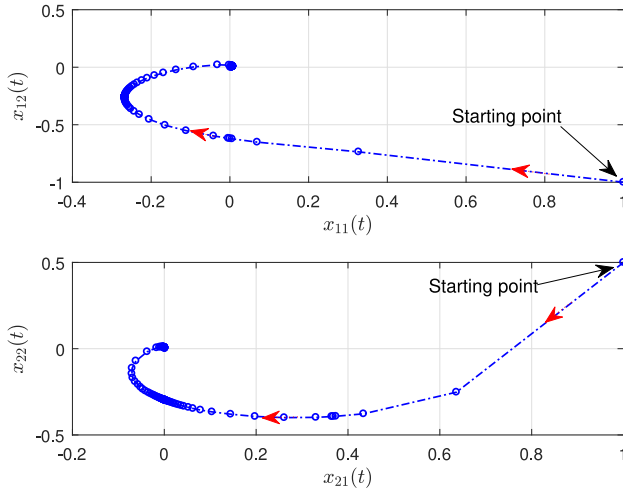 0.5
0
-0.5
-1
x₁₂(t)
Starting point
-0.4 -0.2 0 0.2 0.4 0.6 0.8 1
x₁₁(t)
0.5
0
-0.5
x₂₂(t)
Starting point
-0.2 0 0.2 0.4 0.6 0.8 1
x₂₁(t)